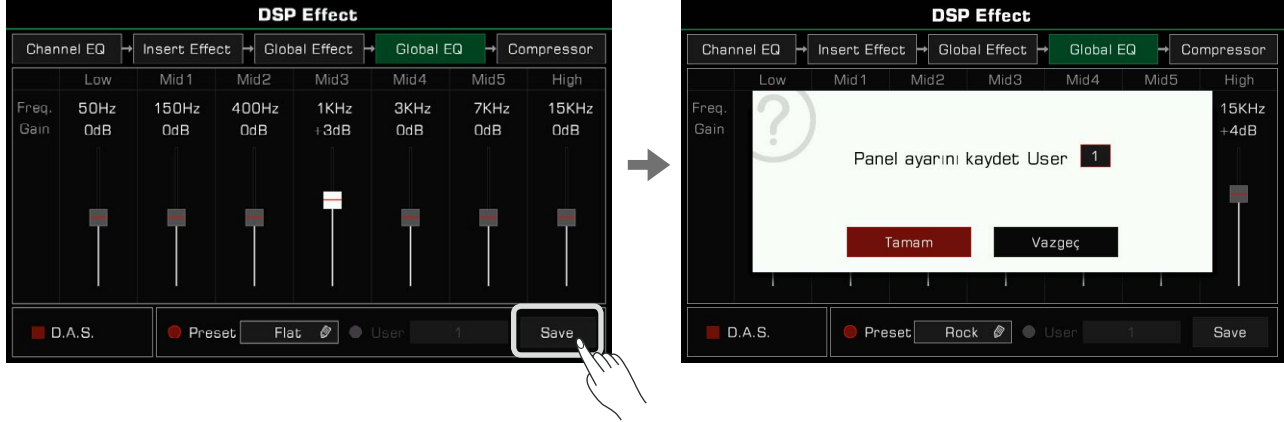 DSP Effect
Channel EQ Insert Effect Global Effect Global EQ Compressor
Low Mid1 Mid2 Mid3 Mid4 Mid5 High
Freq. 50Hz 150Hz 400Hz 1KHz 3KHz 7KHz 15KHz
Gain 0dB 0dB 0dB +3dB 0dB 0dB 0dB
D.A.S. Preset Flat User 1 Save
DSP Effect
Channel EQ Insert Effect Global Effect Global EQ Compressor
Low Mid1 Mid2 Mid3 Mid4 Mid5 High
Freq. 15KHz
Gain +4dB
?
Panel ayarını kaydet User 1
Tamam Vazgeç
D.A.S. Preset Rock User 1 Save